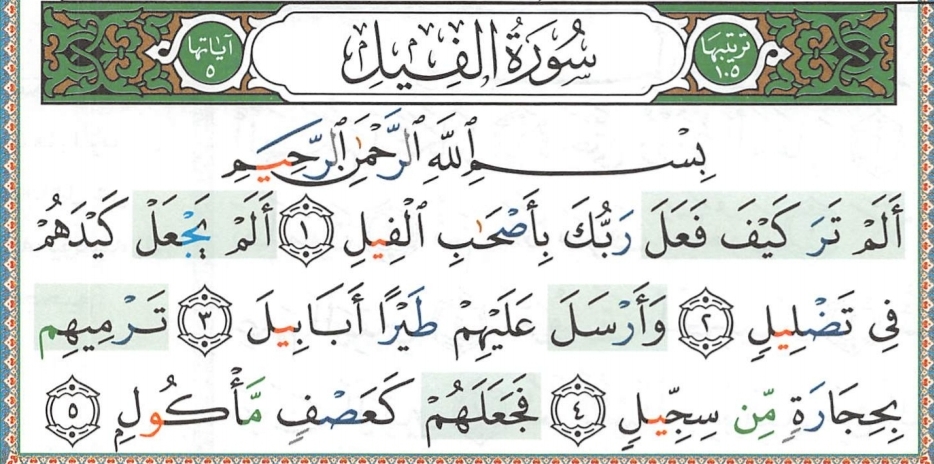 ترتيبها ١٠٥ سُورَةُ الْفِيلِ آياتها ٥
بِسْمِ ٱللَّهِ ٱلرَّحْمَٰنِ ٱلرَّحِيمِ
أَلَمْ تَرَ كَيْفَ فَعَلَ رَبُّكَ بِأَصْحَٰبِ ٱلْفِيلِ ١ أَلَمْ يَجْعَلْ كَيْدَهُمْ
فِى تَضْلِيلٍ ٢ وَأَرْسَلَ عَلَيْهِمْ طَيْرًا أَبَابِيلَ ٣ تَرْمِيهِم
بِحِجَارَةٍ مِّن سِجِّيلٍ ٤ فَجَعَلَهُمْ كَعَصْفٍ مَّأْكُولٍ ٥